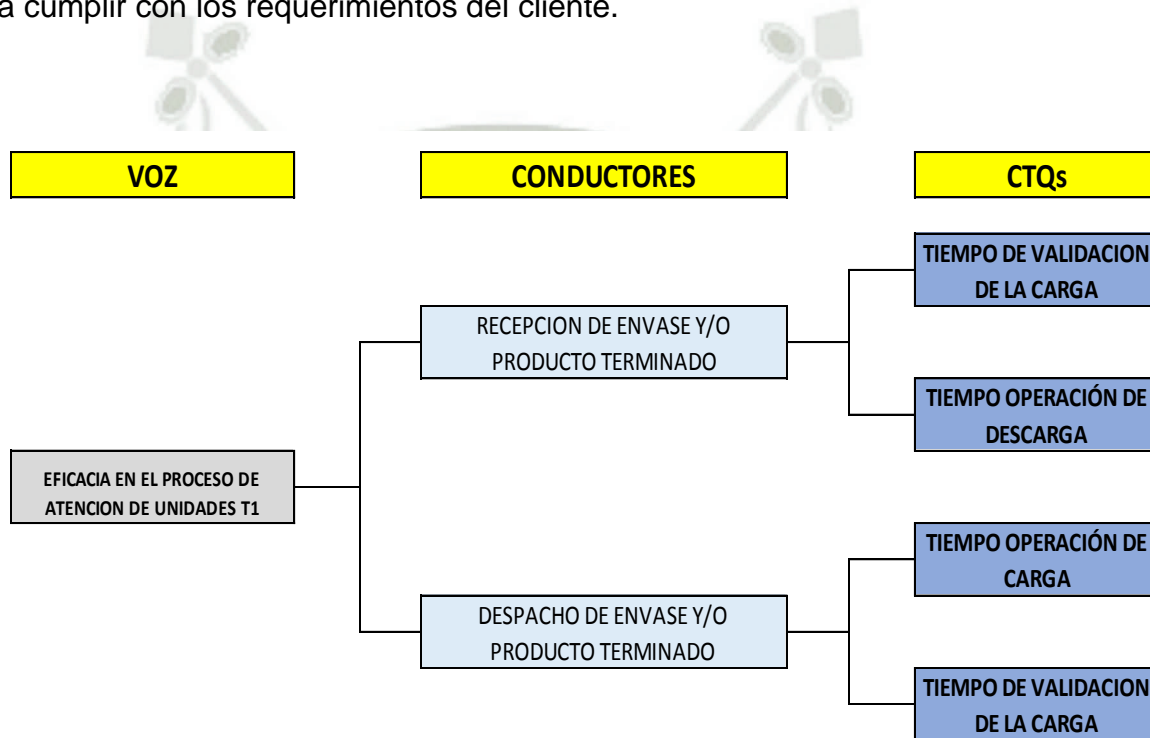 a cumplir con los requerimientos del cliente.
VOZ
CONDUCTORES
CTQs
TIEMPO DE VALIDACION
DE LA CARGA
RECEPCION DE ENVASE Y/O
PRODUCTO TERMINADO
TIEMPO OPERACIÓN DE
DESCARGA
EFICACIA EN EL PROCESO DE
ATENCION DE UNIDADES T1
TIEMPO OPERACIÓN DE
CARGA
DESPACHO DE ENVASE Y/O
PRODUCTO TERMINADO
TIEMPO DE VALIDACION
DE LA CARGA